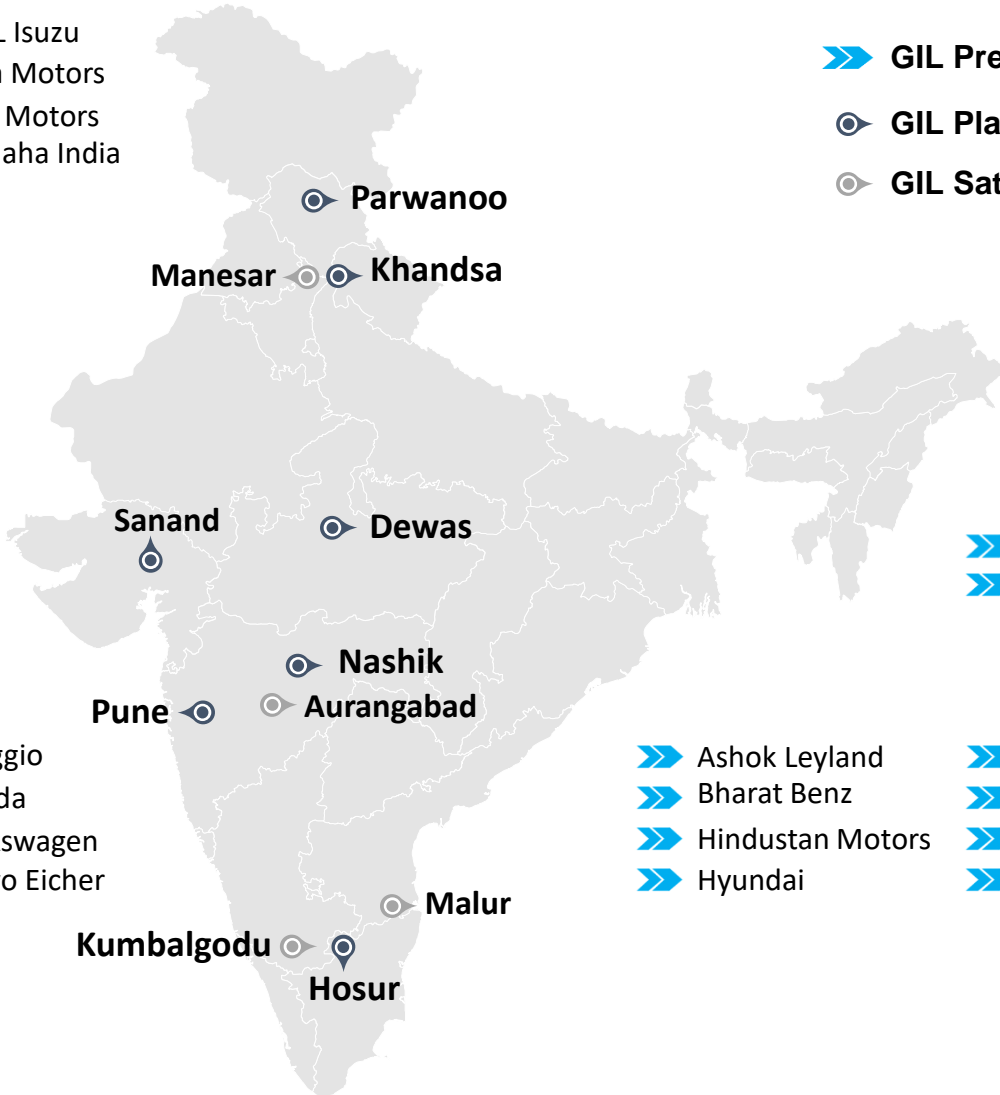 L Isuzu
Motors
Motors
aha India
GIL Pre
GIL Pla
GIL Sat
Parwanoo
Manesar
Khandsa
Sanand
Dewas
Nashik
Aurangabad
Pune
ggio
da
swagen
o Eicher
Ashok Leyland
Bharat Benz
Hindustan Motors
Hyundai
Malur
Kumbalgodu
Hosur